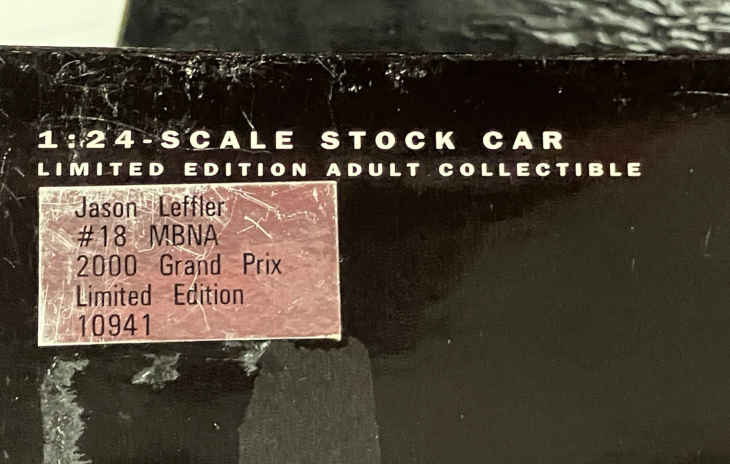 1:24-SCALE STOCK CAR
LIMITED EDITION ADULT COLLECTIBLE
Jason Leffler
#18 MBNA
2000 Grand Prix
Limited Edition
10941